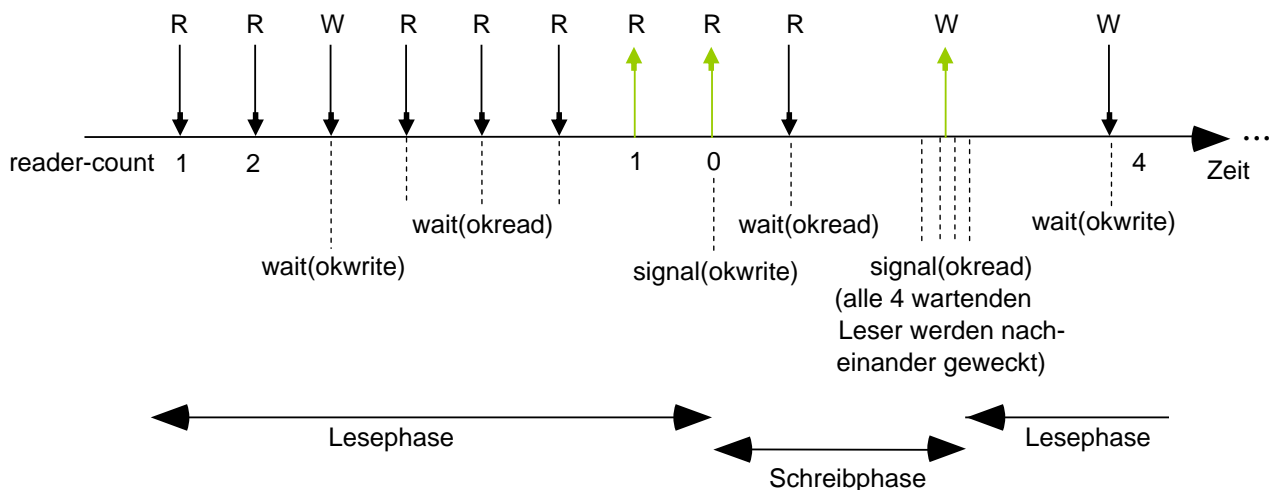 R R W R R R R R R W W
reader-count 1 2 1 0 4 Zeit ...
wait(okread) wait(okread) wait(okwrite)
wait(okwrite) signal(okwrite) signal(okread)
(alle 4 wartenden
Leser werden nach-
einander geweckt)
Lesephase Lesephase
Schreibphase